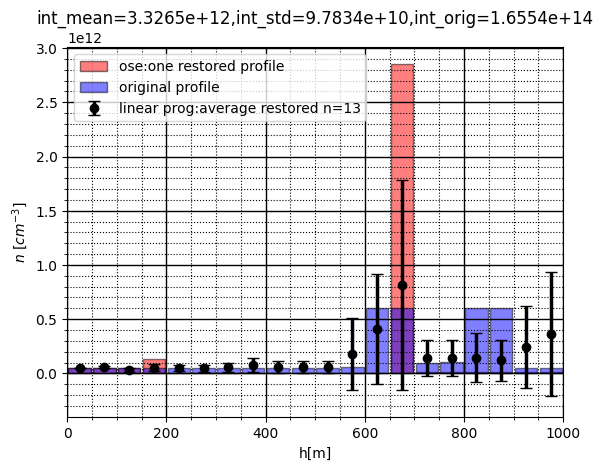 int_mean=3.3265e+12,int_std=9.7834e+10,int_orig=1.6554e+14
1e12
3.0
2.5
2.0
1.5
1.0
0.5
0.0
n [cm⁻³]
ose:one restored profile
original profile
linear prog:average restored n=13
0 200 400 600 800 1000
h[m]